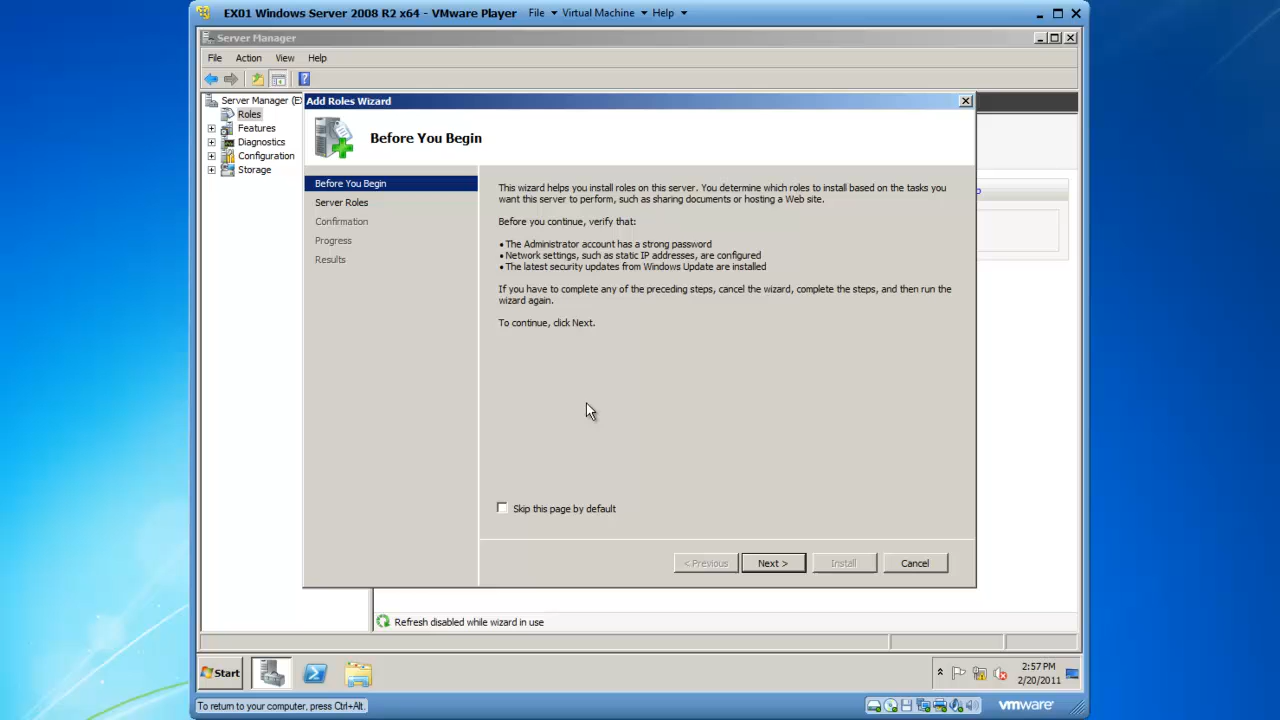 EX01 Windows Server 2008 R2 x64 - VMware Player File Virtual Machine Help
Server Manager
File Action View Help
Server Manager (E
Roles
Features
Diagnostics
Configuration
Storage
Add Roles Wizard
Before You Begin
Before You Begin
Server Roles
Confirmation
Progress
Results
This wizard helps you install roles on this server. You determine which roles to install based on the tasks you
want this server to perform, such as sharing documents or hosting a Web site.
Before you continue, verify that:
• The Administrator account has a strong password
• Network settings, such as static IP addresses, are configured
• The latest security updates from Windows Update are installed
If you have to complete any of the preceding steps, cancel the wizard, complete the steps, and then run the
wizard again.
To continue, click Next.
Skip this page by default
< Previous Next > Install Cancel
Refresh disabled while wizard in use
Start
2:57 PM
2/20/2011
To return to your computer, press Ctrl+Alt.
vmware